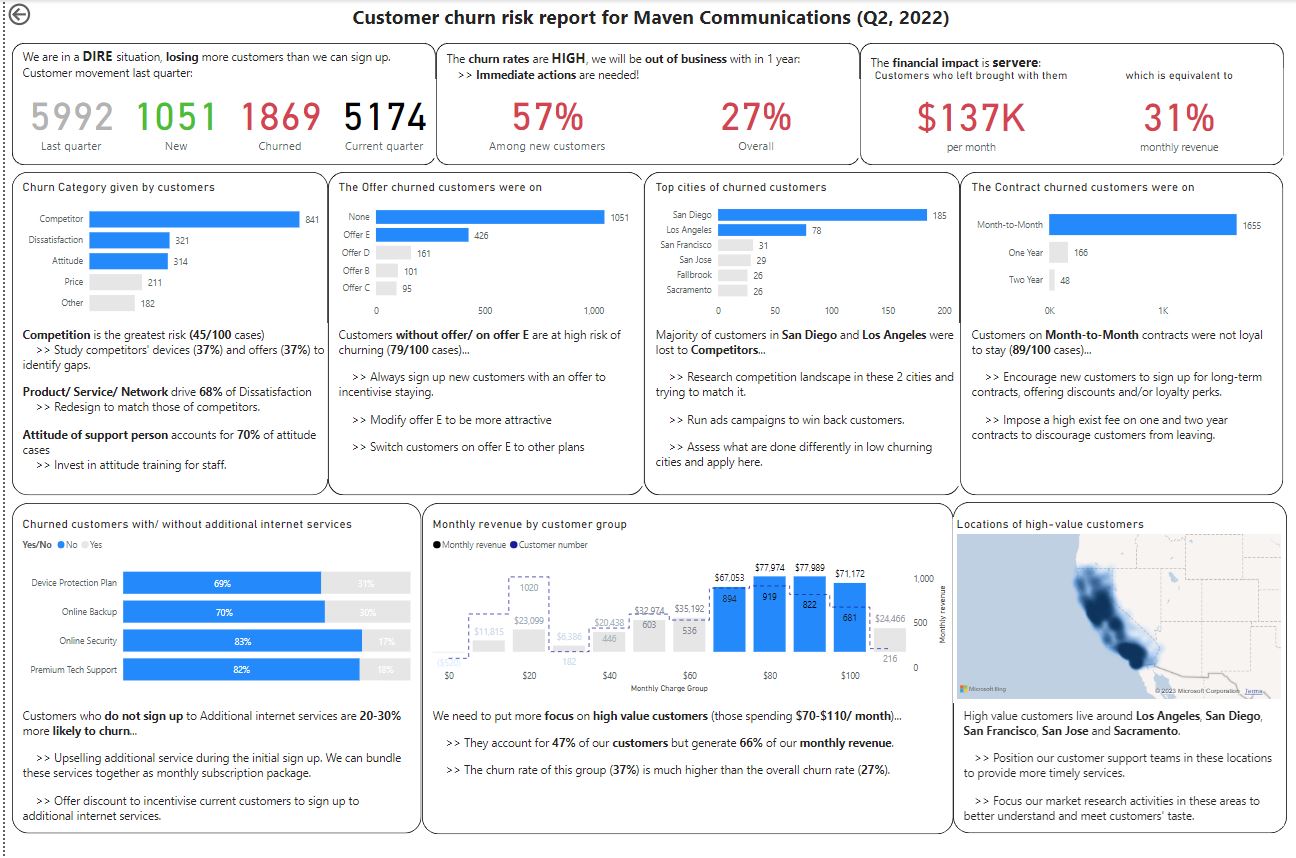 Customer churn risk report for Maven Communications (Q2, 2022)
We are in a DIRE situation, losing more customers than we can sign up.
Customer movement last quarter:
5992 1051 1869 5174
Last quarter New Churned Current quarter
The churn rates are HIGH, we will be out of business with in 1 year:
>> Immediate actions are needed!
57% 27%
Among new customers Overall
The financial impact is servere:
Customers who left brought with them which is equivalent to
$137K 31%
per month monthly revenue
Churn Category given by customers
Competitor 841
Dissatisfaction 321
Attitude 314
Price 211
Other 182
Competition is the greatest risk (45/100 cases)
>> Study competitors' devices (37%) and offers (37%) to
identify gaps.
Product/ Service/ Network drive 68% of Dissatisfaction
>> Redesign to match those of competitors.
Attitude of support person accounts for 70% of attitude
cases
>> Invest in attitude training for staff.
The Offer churned customers were on
None 1051
Offer E 426
Offer D 161
Offer B 101
Offer C 95
0 500 1,000
Customers without offer/ on offer E are at high risk of
churning (79/100 cases)...
>> Always sign up new customers with an offer to
incentivise staying.
>> Modify offer E to be more attractive
>> Switch customers on offer E to other plans
Top cities of churned customers
San Diego 185
Los Angeles 78
San Francisco 31
San Jose 29
Fallbrook 26
Sacramento 26
0 50 100 150 200
Majority of customers in San Diego and Los Angeles were
lost to Competitors...
>> Research competition landscape in these 2 cities and
trying to match it.
>> Run ads campaigns to win back customers.
>> Assess what are done differently in low churning
cities and apply here.
The Contract churned customers were on
Month-to-Month 1655
One Year 166
Two Year 48
0K 1K
Customers on Month-to-Month contracts were not loyal
to stay (89/100 cases)...
>> Encourage new customers to sign up for long-term
contracts, offering discounts and/or loyalty perks.
>> Impose a high exist fee on one and two year
contracts to discourage customers from leaving.
Churned customers with/ without additional internet services
Yes/No No Yes
Device Protection Plan 69% 31%
Online Backup 70% 30%
Online Security 83% 17%
Premium Tech Support 82% 18%
Customers who do not sign up to Additional internet services are 20-30%
more likely to churn...
>> Upselling additional service during the initial sign up. We can bundle
these services together as monthly subscription package.
>> Offer discount to incentivise current customers to sign up to
additional internet services.
Monthly revenue by customer group
Monthly revenue Customer number
$11,815 $23,099 $6,386 $20,438 $32,974 $35,192 $67,053 $77,974 $77,989 $71,172 $24,466
1020 182 446 603 536 894 919 822 681 216
1,000
500
0
Monthly revenue
$0 $20 $40 $60 $80 $100
Monthly Charge Group
We need to put more focus on high value customers (those spending $70-$110/ month)...
>> They account for 47% of our customers but generate 66% of our monthly revenue.
>> The churn rate of this group (37%) is much higher than the overall churn rate (27%).
Locations of high-value customers
Microsoft Bing
© 2023 Microsoft Corporation Terms
High value customers live around Los Angeles, San Diego,
San Francisco, San Jose and Sacramento.
>> Position our customer support teams in these locations
to provide more timely services.
>> Focus our market research activities in these areas to
better understand and meet customers' taste.